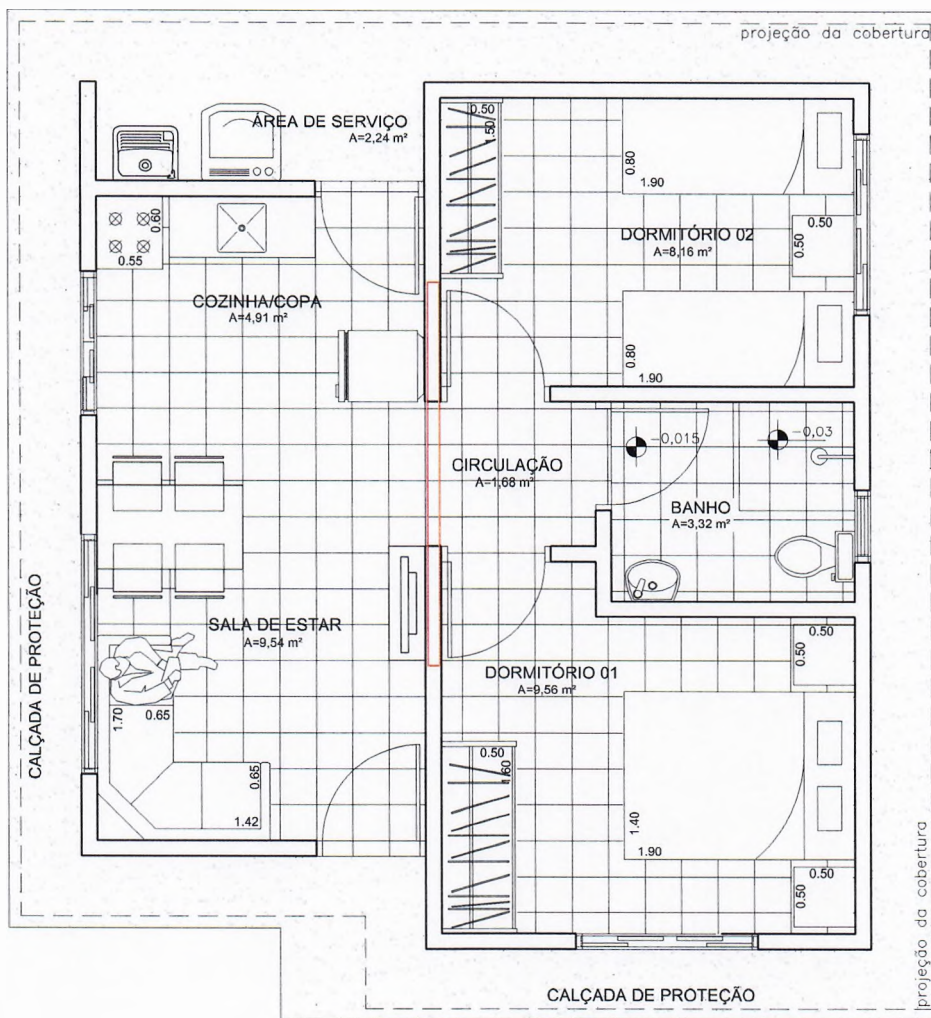 projeção da cobertura
ÁREA DE SERVIÇO
A=2,24 m²
0.50
1.50
0.80
1.90
0.60
0.55
DORMITÓRIO 02
A=8,16 m²
0.50
0.50
COZINHA/COPA
A=4,91 m²
0.80
1.90
-0,015
-0,03
CIRCULAÇÃO
A=1,68 m²
BANHO
A=3,32 m²
CALÇADA DE PROTEÇÃO
SALA DE ESTAR
A=9,54 m²
0.50
0.50
DORMITÓRIO 01
A=9,56 m²
1.70
0.65
0.50
1.60
0.65
1.42
1.40
1.90
0.50
0.50
projeção da cobertura
CALÇADA DE PROTEÇÃO